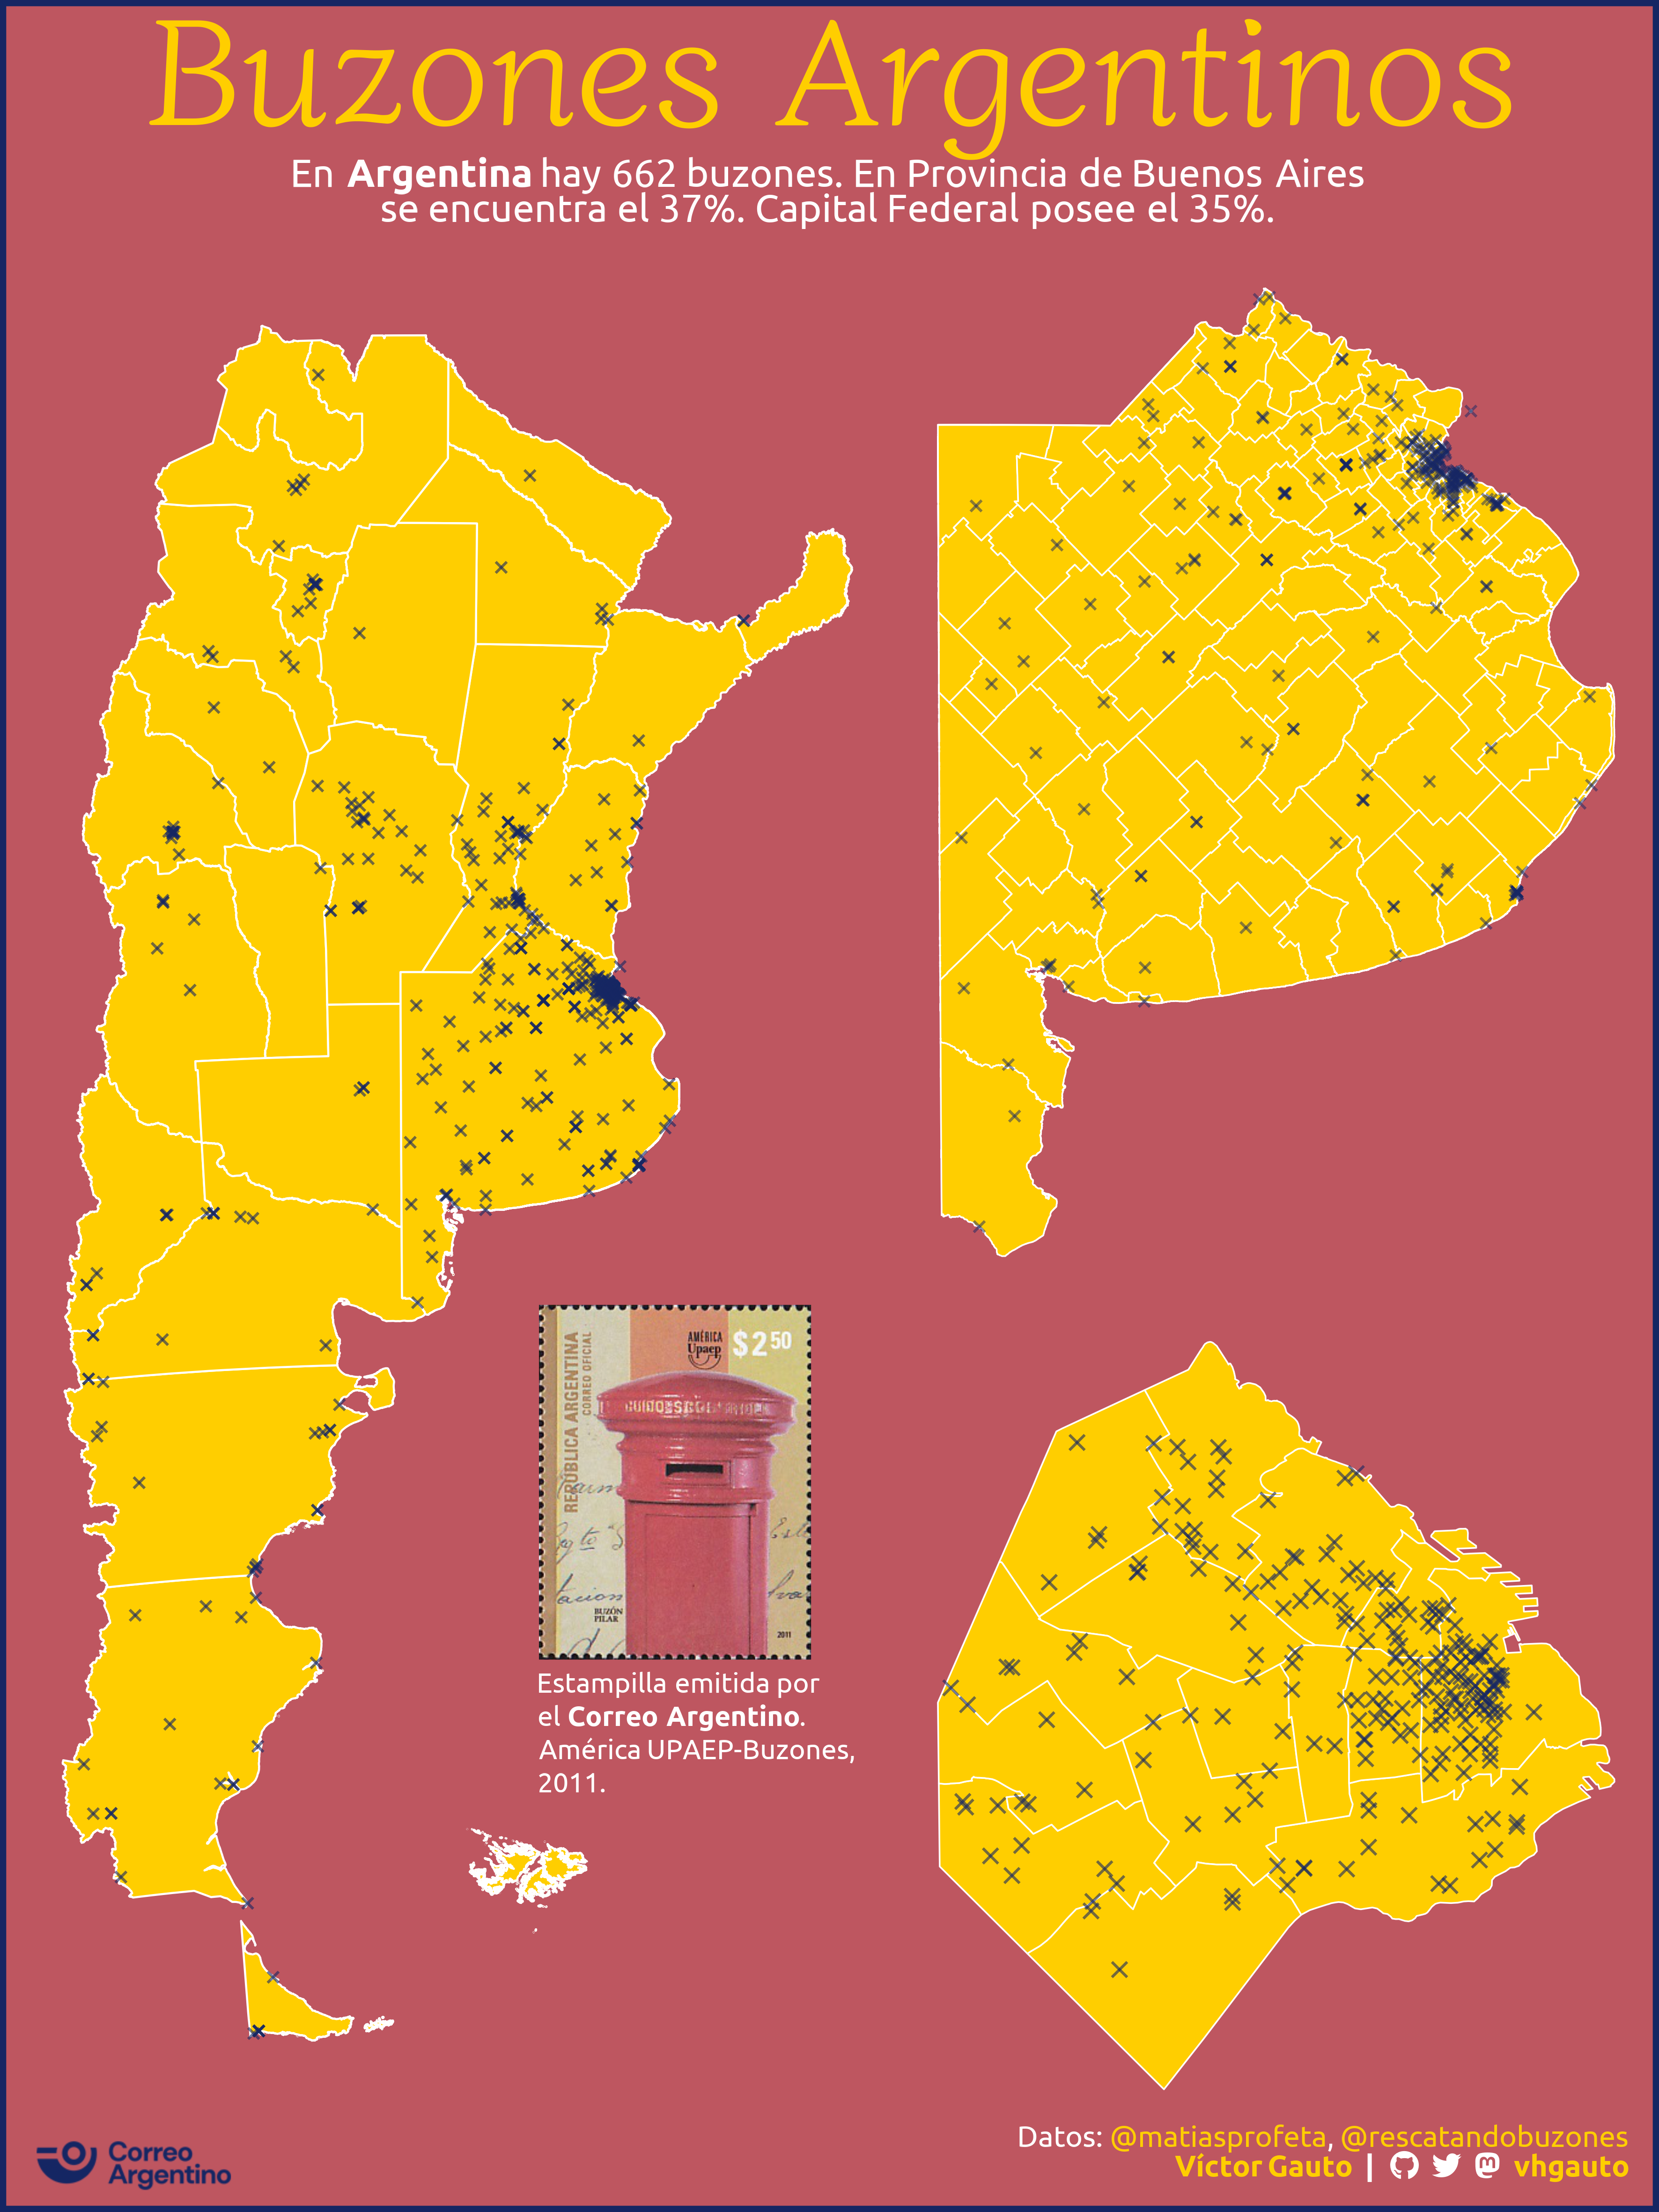 Buzones Argentinos
En Argentina hay 662 buzones. En Provincia de Buenos Aires
se encuentra el 37%. Capital Federal posee el 35%.
REPÚBLICA ARGENTINA
CORREO OFICIAL
AMÉRICA
Upaep
$2 50
BUZÓN
PILAR
2011
Estampilla emitida por
el Correo Argentino.
América UPAEP-Buzones,
2011.
Correo
Argentino
Datos: @matiasprofeta, @rescatandobuzones
Víctor Gauto | vhgauto